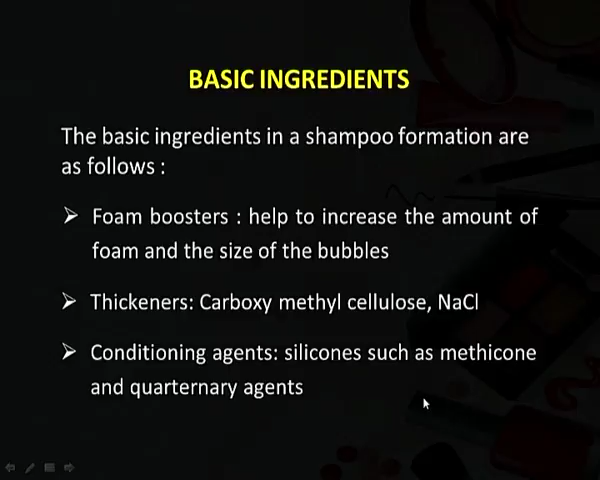 BASIC INGREDIENTS
The basic ingredients in a shampoo formation are
as follows :
➢ Foam boosters : help to increase the amount of
foam and the size of the bubbles
➢ Thickeners: Carboxy methyl cellulose, NaCl
➢ Conditioning agents: silicones such as methicone
and quarternary agents